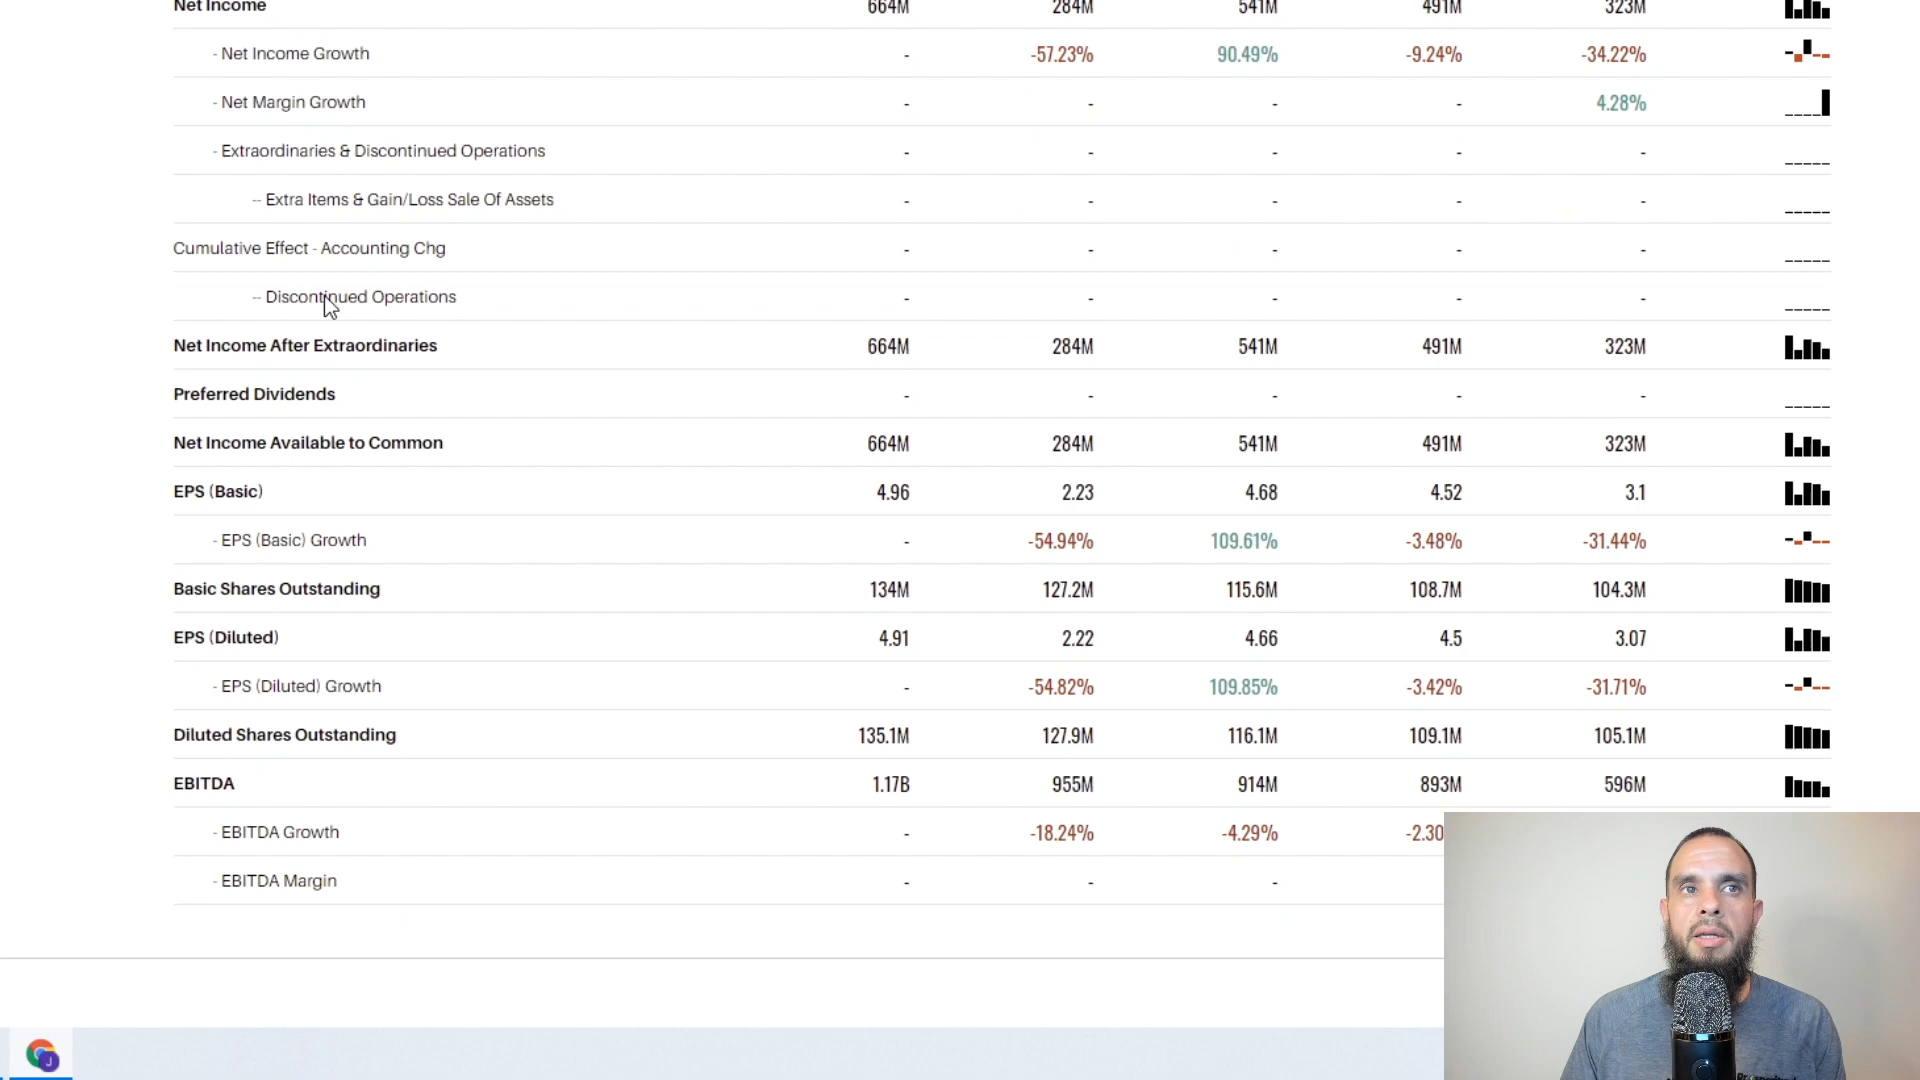 Net Income 664M 284M 541M 491M 323M
- Net Income Growth - -57.23% 90.49% -9.24% -34.22%
- Net Margin Growth - - - - 4.28%
- Extraordinaries & Discontinued Operations - - - - -
-- Extra Items & Gain/Loss Sale Of Assets - - - - -
Cumulative Effect - Accounting Chg - - - - -
-- Discontinued Operations - - - - -
Net Income After Extraordinaries 664M 284M 541M 491M 323M
Preferred Dividends - - - - -
Net Income Available to Common 664M 284M 541M 491M 323M
EPS (Basic) 4.96 2.23 4.68 4.52 3.1
- EPS (Basic) Growth - -54.94% 109.61% -3.48% -31.44%
Basic Shares Outstanding 134M 127.2M 115.6M 108.7M 104.3M
EPS (Diluted) 4.91 2.22 4.66 4.5 3.07
- EPS (Diluted) Growth - -54.82% 109.85% -3.42% -31.71%
Diluted Shares Outstanding 135.1M 127.9M 116.1M 109.1M 105.1M
EBITDA 1.17B 955M 914M 893M 596M
- EBITDA Growth - -18.24% -4.29% -2.30
- EBITDA Margin - - -
J